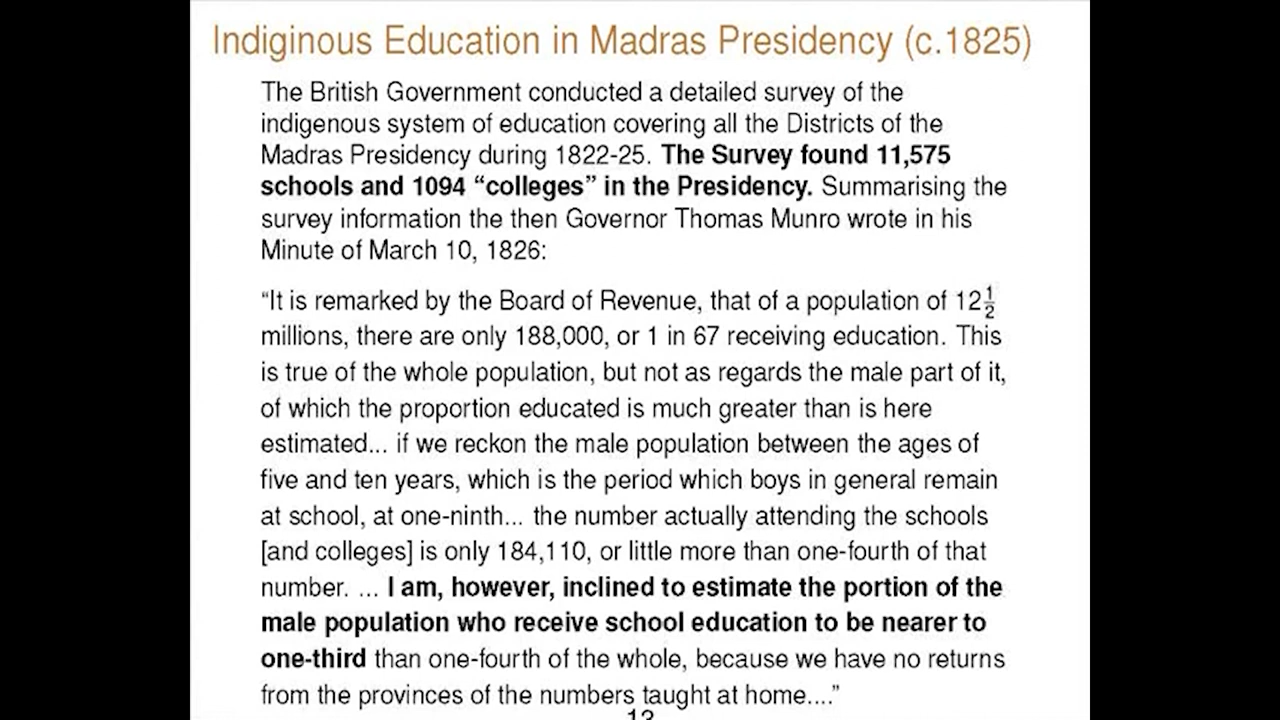 Indiginous Education in Madras Presidency (c.1825)
The British Government conducted a detailed survey of the
indigenous system of education covering all the Districts of the
Madras Presidency during 1822-25. The Survey found 11,575
schools and 1094 “colleges” in the Presidency. Summarising the
survey information the then Governor Thomas Munro wrote in his
Minute of March 10, 1826:
“It is remarked by the Board of Revenue, that of a population of 12½
millions, there are only 188,000, or 1 in 67 receiving education. This
is true of the whole population, but not as regards the male part of it,
of which the proportion educated is much greater than is here
estimated... if we reckon the male population between the ages of
five and ten years, which is the period which boys in general remain
at school, at one-ninth... the number actually attending the schools
[and colleges] is only 184,110, or little more than one-fourth of that
number. ... I am, however, inclined to estimate the portion of the
male population who receive school education to be nearer to
one-third than one-fourth of the whole, because we have no returns
from the provinces of the numbers taught at home....”